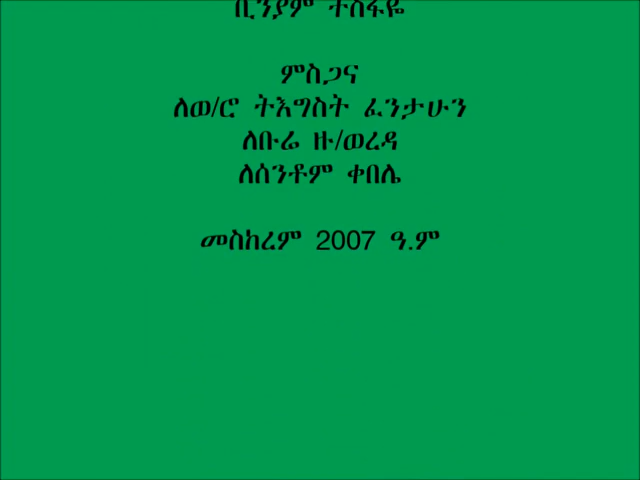 ቢንያም ተስፋዬ
ምስጋና
ለወ/ሮ ትእግስት ፈንታሁን
ለቡሬ ዙ/ወረዳ
ለሰንቶም ቀበሌ
መስከረም 2007 ዓ.ም